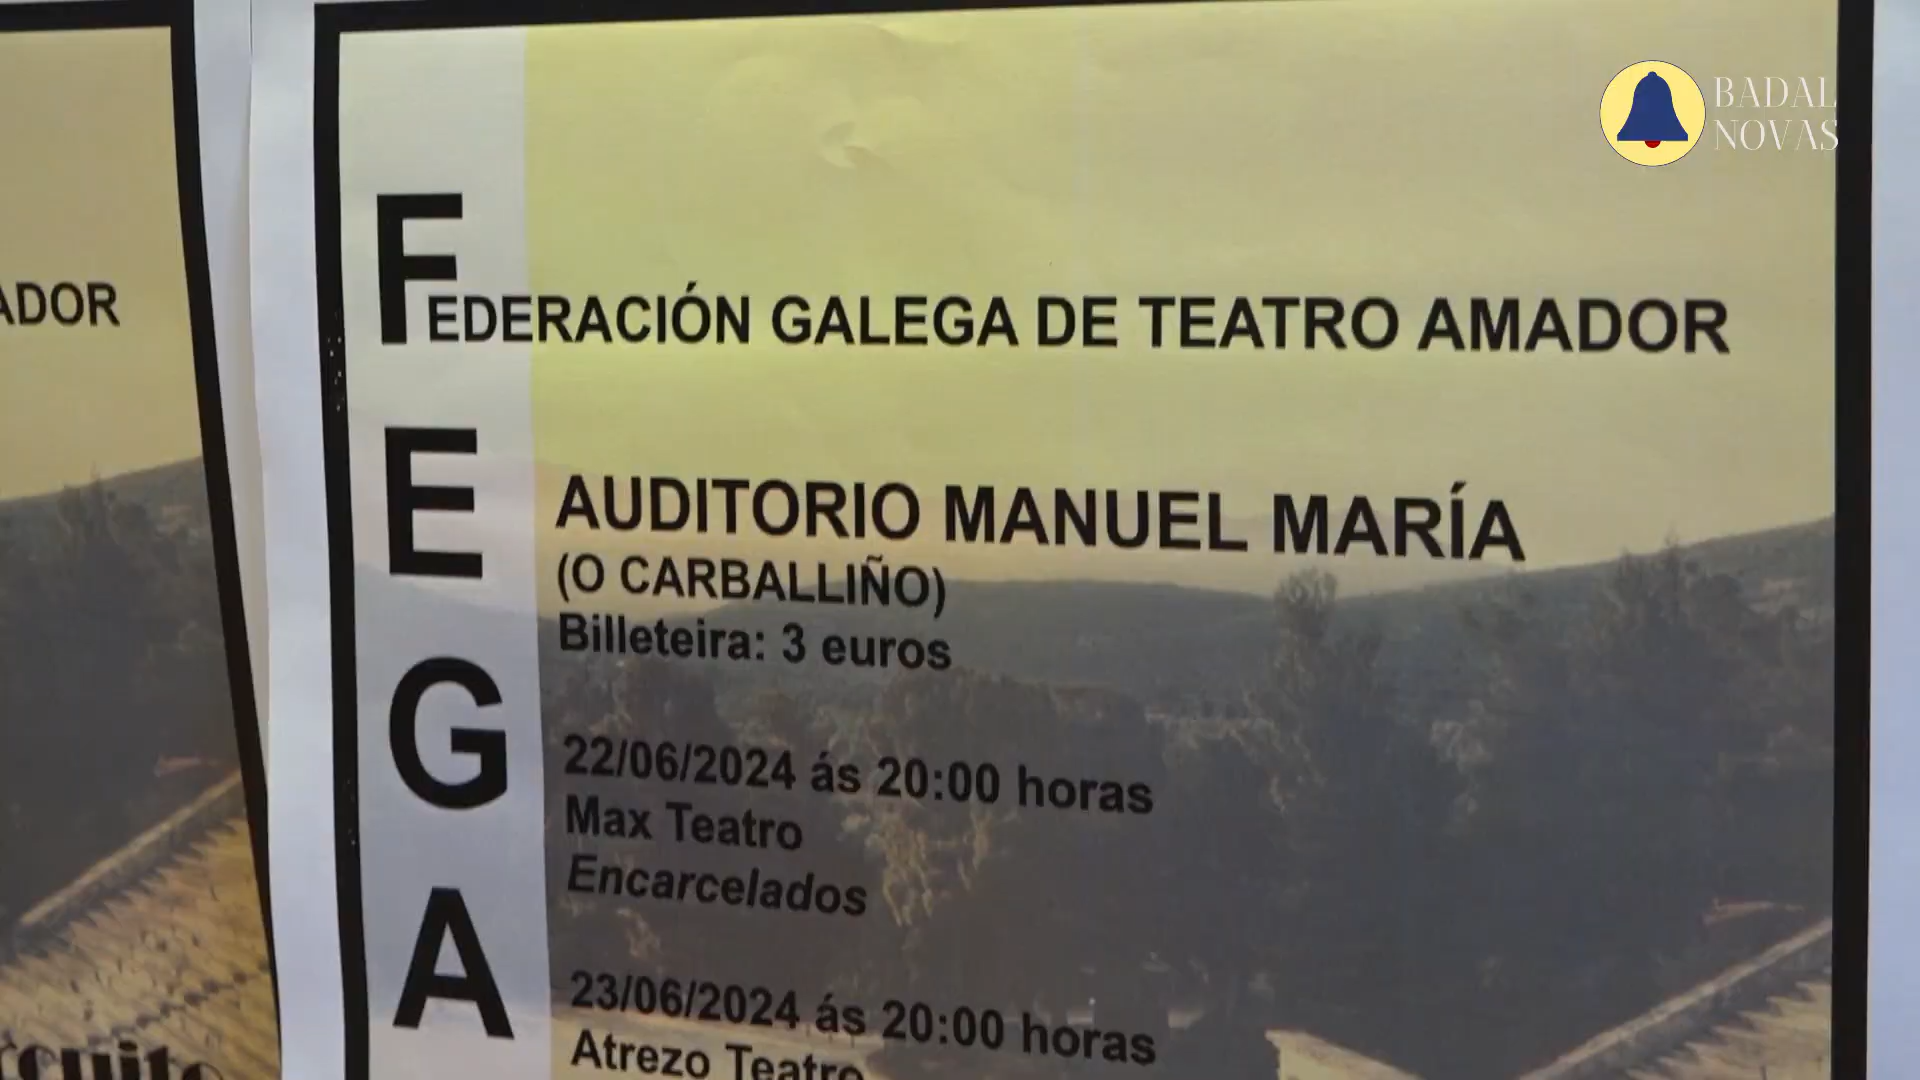 BADAL
NOVAS
ADOR
FEDERACIÓN GALEGA DE TEATRO AMADOR
E
G
A
AUDITORIO MANUEL MARÍA
(O CARBALLIÑO)
Billeteira: 3 euros
22/06/2024 ás 20:00 horas
Max Teatro
Encarcelados
23/06/2024 ás 20:00 horas
Atrezo Teatro